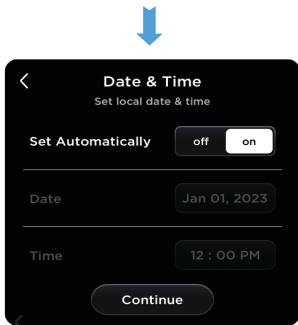 Date & Time
Set local date & time
Set Automatically off on
Date Jan 01, 2023
Time 12 : 00 PM
Continue